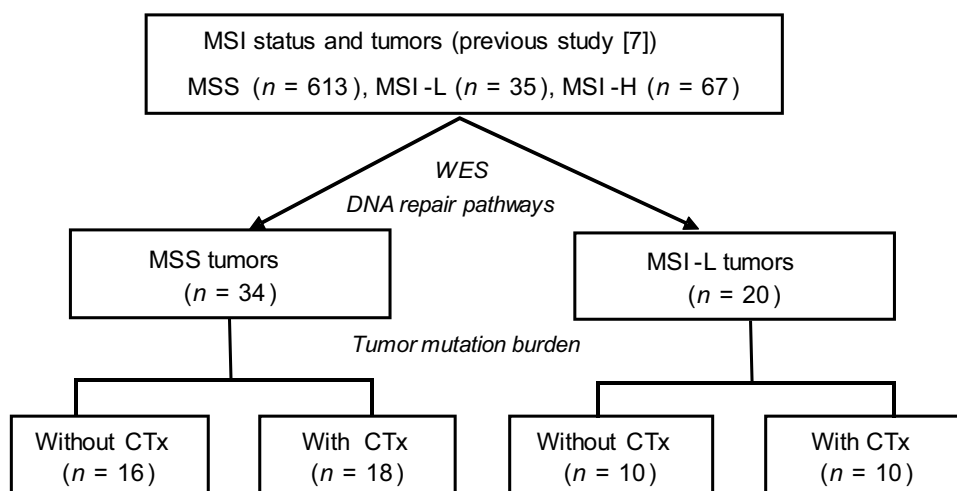 MSI status and tumors (previous study [7])
MSS (n = 613), MSI-L (n = 35), MSI-H (n = 67)
WES
DNA repair pathways
MSS tumors
(n = 34)
MSI-L tumors
(n = 20)
Tumor mutation burden
Without CTx
(n = 16)
With CTx
(n = 18)
Without CTx
(n = 10)
With CTx
(n = 10)